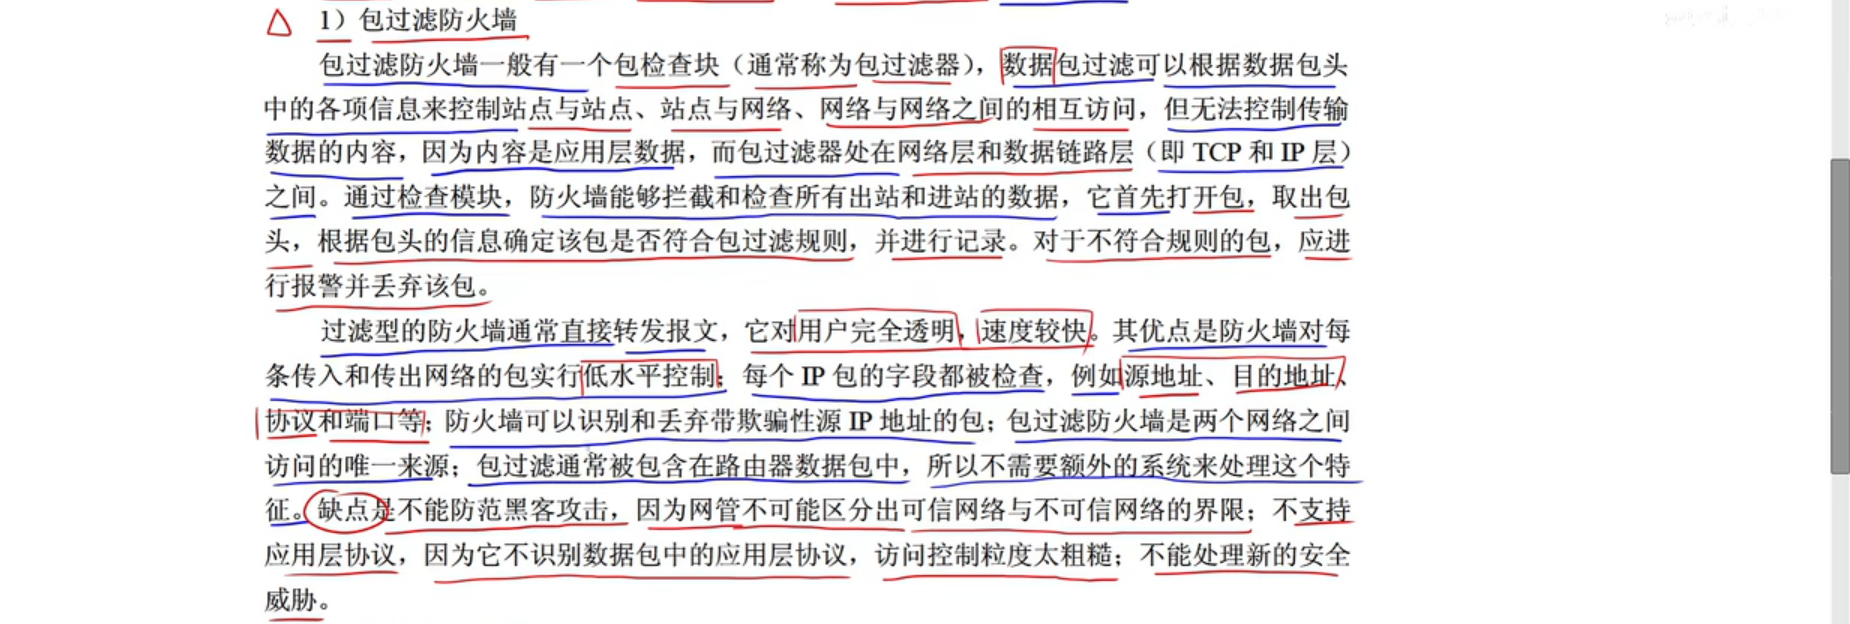 1）包过滤防火墙
包过滤防火墙一般有一个包检查块（通常称为包过滤器），数据包过滤可以根据数据包头
中的各项信息来控制站点与站点、站点与网络、网络与网络之间的相互访问，但无法控制传输
数据的内容，因为内容是应用层数据，而包过滤器处在网络层和数据链路层（即 TCP 和 IP 层）
之间。通过检查模块，防火墙能够拦截和检查所有出站和进站的数据，它首先打开包，取出包
头，根据包头的信息确定该包是否符合包过滤规则，并进行记录。对于不符合规则的包，应进
行报警并丢弃该包。
过滤型的防火墙通常直接转发报文，它对用户完全透明，速度较快。其优点是防火墙对每
条传入和传出网络的包实行低水平控制；每个 IP 包的字段都被检查，例如源地址、目的地址、
协议和端口等；防火墙可以识别和丢弃带欺骗性源 IP 地址的包；包过滤防火墙是两个网络之间
访问的唯一来源；包过滤通常被包含在路由器数据包中，所以不需要额外的系统来处理这个特
征。缺点是不能防范黑客攻击，因为网管不可能区分出可信网络与不可信网络的界限；不支持
应用层协议，因为它不识别数据包中的应用层协议，访问控制粒度太粗糙；不能处理新的安全
威胁。